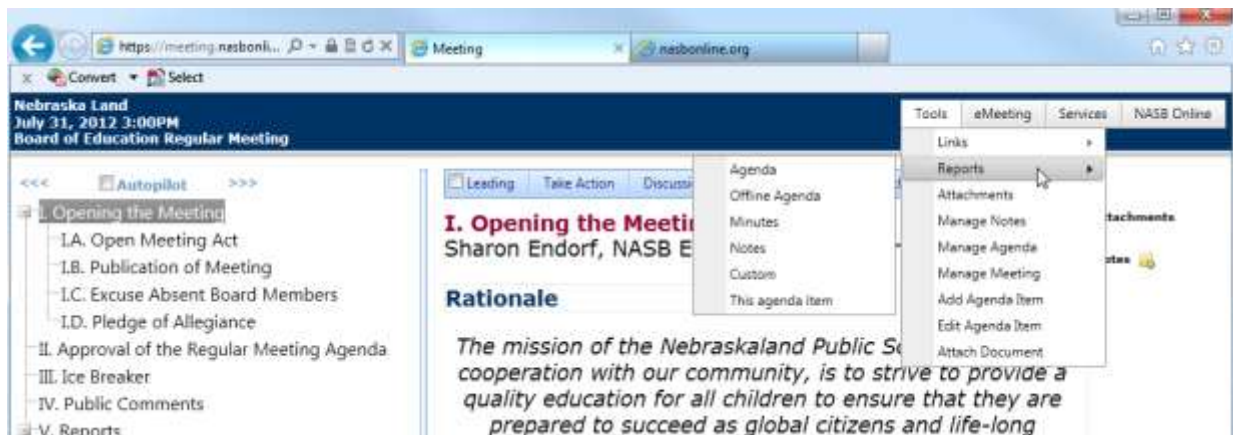 https://meeting.nasbonli...
Meeting
nasbonline.org
x Convert Select
Nebraska Land
July 31, 2012 3:00PM
Board of Education Regular Meeting
Tools eMeeting Services NASB Online
Links
Reports
Attachments
Manage Notes
Manage Agenda
Manage Meeting
Add Agenda Item
Edit Agenda Item
Attach Document
Agenda
Offline Agenda
Minutes
Notes
Custom
This agenda item
<<< Autopilot >>>
I. Opening the Meeting
I.A. Open Meeting Act
I.B. Publication of Meeting
I.C. Excuse Absent Board Members
I.D. Pledge of Allegiance
II. Approval of the Regular Meeting Agenda
III. Ice Breaker
IV. Public Comments
V. Reports
Leading Take Action Discussi
I. Opening the Meeti
Sharon Endorf, NASB E
Rationale
The mission of the Nebraskaland Public S
cooperation with our community, is to strive to provide a
quality education for all children to ensure that they are
prepared to succeed as global citizens and life-long
tachments
otes